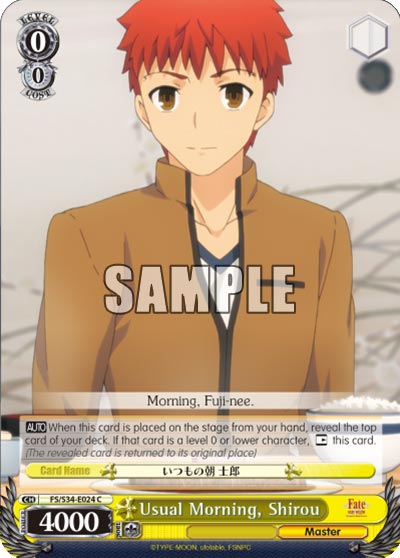 LEVEL
0
0
COST
SAMPLE
Morning, Fuji-nee.
AUTO When this card is placed on the stage from your hand, reveal the top
card of your deck. If that card is a level 0 or lower character, this card.
(The revealed card is returned to its original place)
Card Name いつもの朝 士郎
CH FS/S34-E024 C
POWER 4000 SOUL Usual Morning, Shirou
Fate
Master
©TYPE-MOON, ufotable, FSNPC